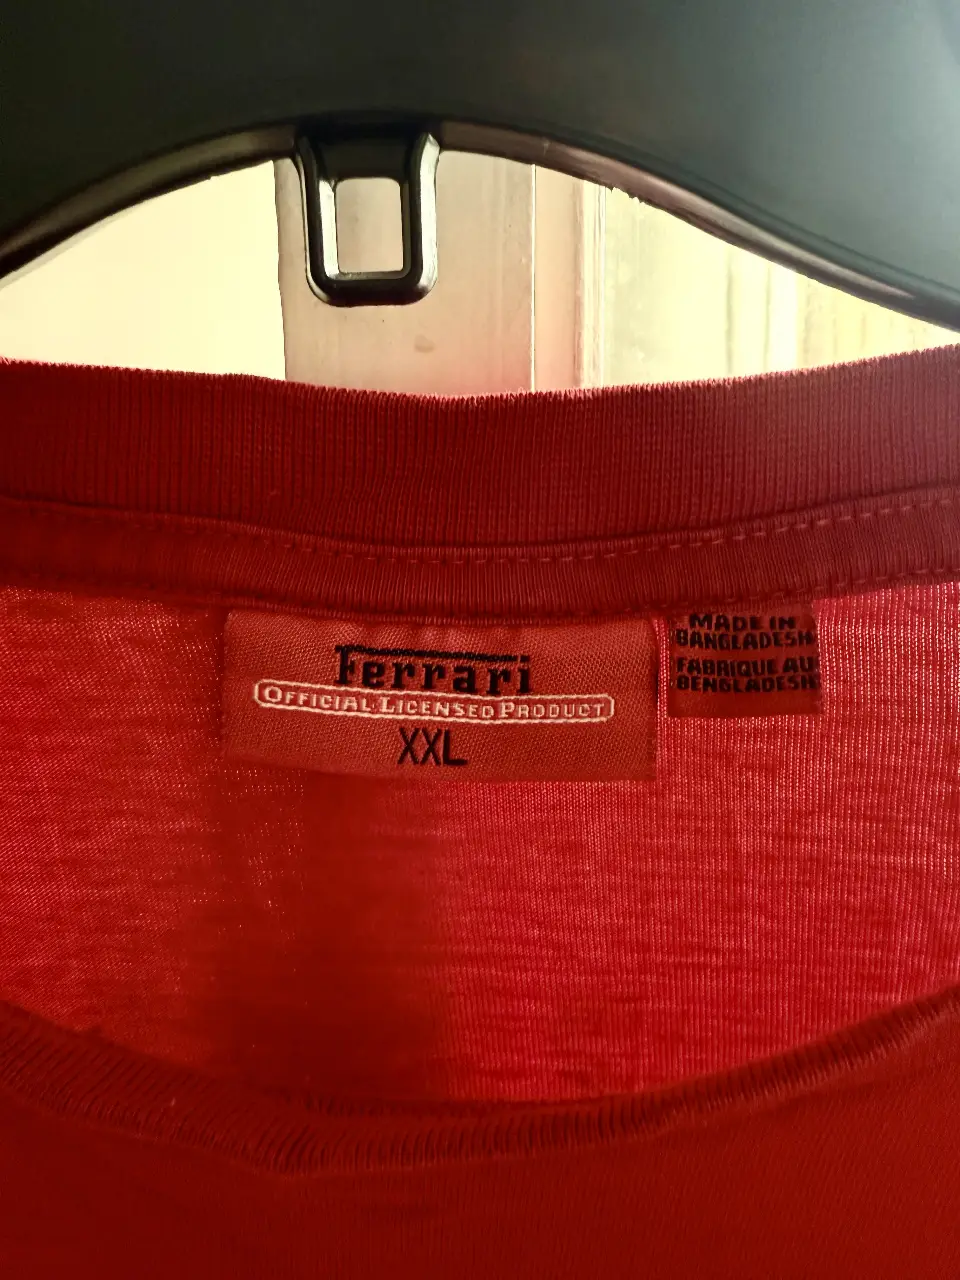 Ferrari
OFFICIAL LICENSED PRODUCT
XXL
MADE IN
BANGLADESH
FABRIQUE AU
BENGLADESH